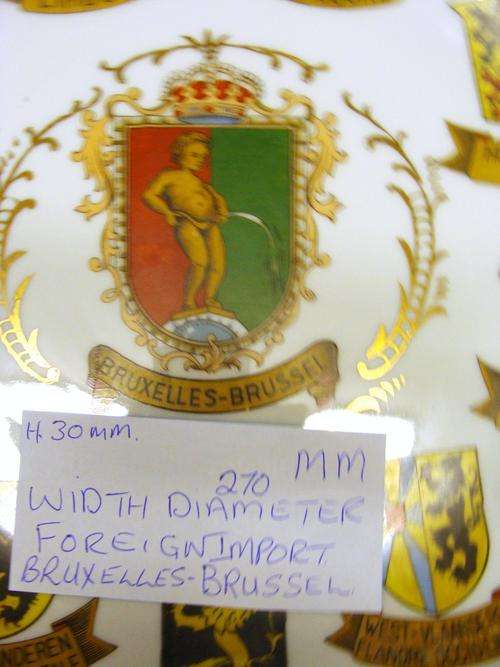 BRUXELLES-BRUSSEL
H. 30 MM.
270 MM
WIDTH DIAMETER
FOREIGN IMPORT
BRUXELLES-BRUSSEL
WEST-VLAANDEREN